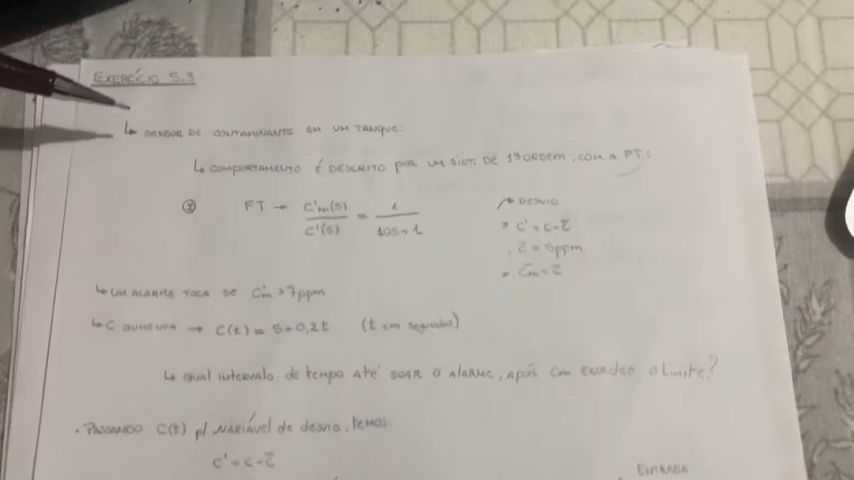 EXERCÍCIO 5.3
↳ SENSOR DE CONTAMINANTE EM UM TANQUE:
↳ COMPORTAMENTO É DESCRITO POR UM SIST. DE 1ª ORDEM, COM A FT:
FT → C'm(s) / C'(s) = 1 / 10s+1
DESVIO
C' = C - C̄
C̄ = 5ppm
C̄m = C̄
↳ UM ALARME TOCA SE C'm > 7ppm
↳ C AUMENTA → C(t) = 5+0,2t (t em segundos)
↳ qual intervalo de tempo ATÉ SOAR O ALARME, APÓS Cm exceder o limite?
• PASSANDO C(t) p/ VARIÁVEL de desvio, temos:
C' = C - C̄
ENTRADA